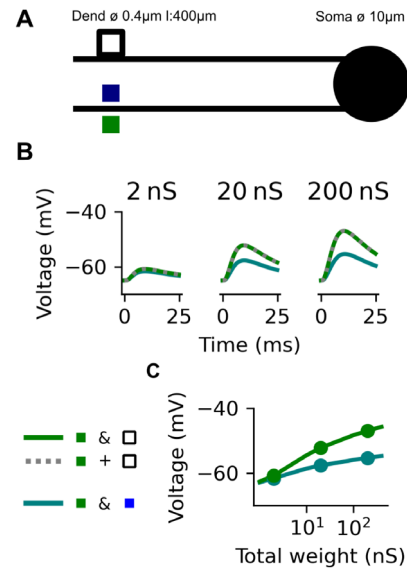 A
Dend ø 0.4μm l:400μm
Soma ø 10μm
B
2 nS 20 nS 200 nS
Voltage (mV)
−40
−60
0 25 0 25 0 25
Time (ms)
C
&
+
&
Voltage (mV)
−40
−60
10¹ 10²
Total weight (nS)